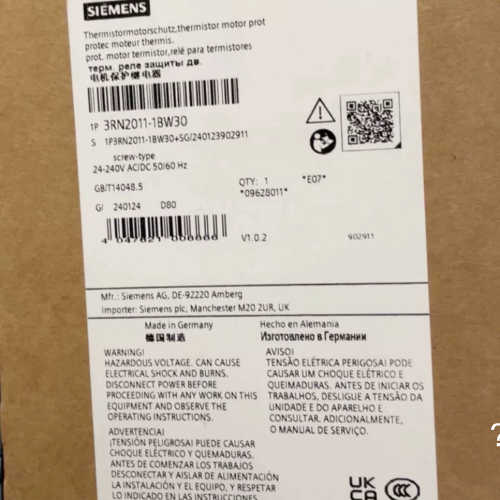 SIEMENS
Thermistormotorschutz,thermistor motor prot
protec moteur thermis.
prot. motor termistor,relé para termistores
терм. реле защиты дв.
电机保护继电器
1P 3RN2011-1BW30
S 1P3RN2011-1BW30+SG/240123902911
screw-type
24-240V AC/DC 50/60 Hz
GB/T14048.5
QTY: 1 *E07*
*09628011*
G/ 240124 D80
V1.0.2
902911
Mfr.: Siemens AG, DE-92220 Amberg
Importer: Siemens plc, Manchester M20 2UR, UK
Made in Germany
Hecho en Alemania
德国制造
Изготовлено в Германии
WARNING!
HAZARDOUS VOLTAGE. CAN CAUSE
ELECTRICAL SHOCK AND BURNS.
DISCONNECT POWER BEFORE
PROCEEDING WITH ANY WORK ON THIS
EQUIPMENT AND OBSERVE THE
OPERATING INSTRUCTIONS.
AVISO!
TENSÃO ELÉTRICA PERIGOSA! PODE
CAUSAR UM CHOQUE ELÉTRICO E
QUEIMADURAS. ANTES DE INICIAR OS
TRABALHOS, DESLIGUE A TENSÃO DA
UNIDADE E DO APARELHO E
CONSULTAR, ADICIONALMENTE,
O MANUAL DE SERVIÇO.
ADVERTENCIA!
¡TENSIÓN PELIGROSA! PUEDE CAUSAR
CHOQUE ELÉCTRICO Y QUEMADURAS.
ANTES DE COMENZAR LOS TRABAJOS
DESCONECTAR Y AISLAR DE ALIMENTACIÓN
LA INSTALACIÓN Y EL EQUIPO, Y RESPETAR
LO INDICADO EN LAS INSTRUCCIONES
UK
CA
CCC
?